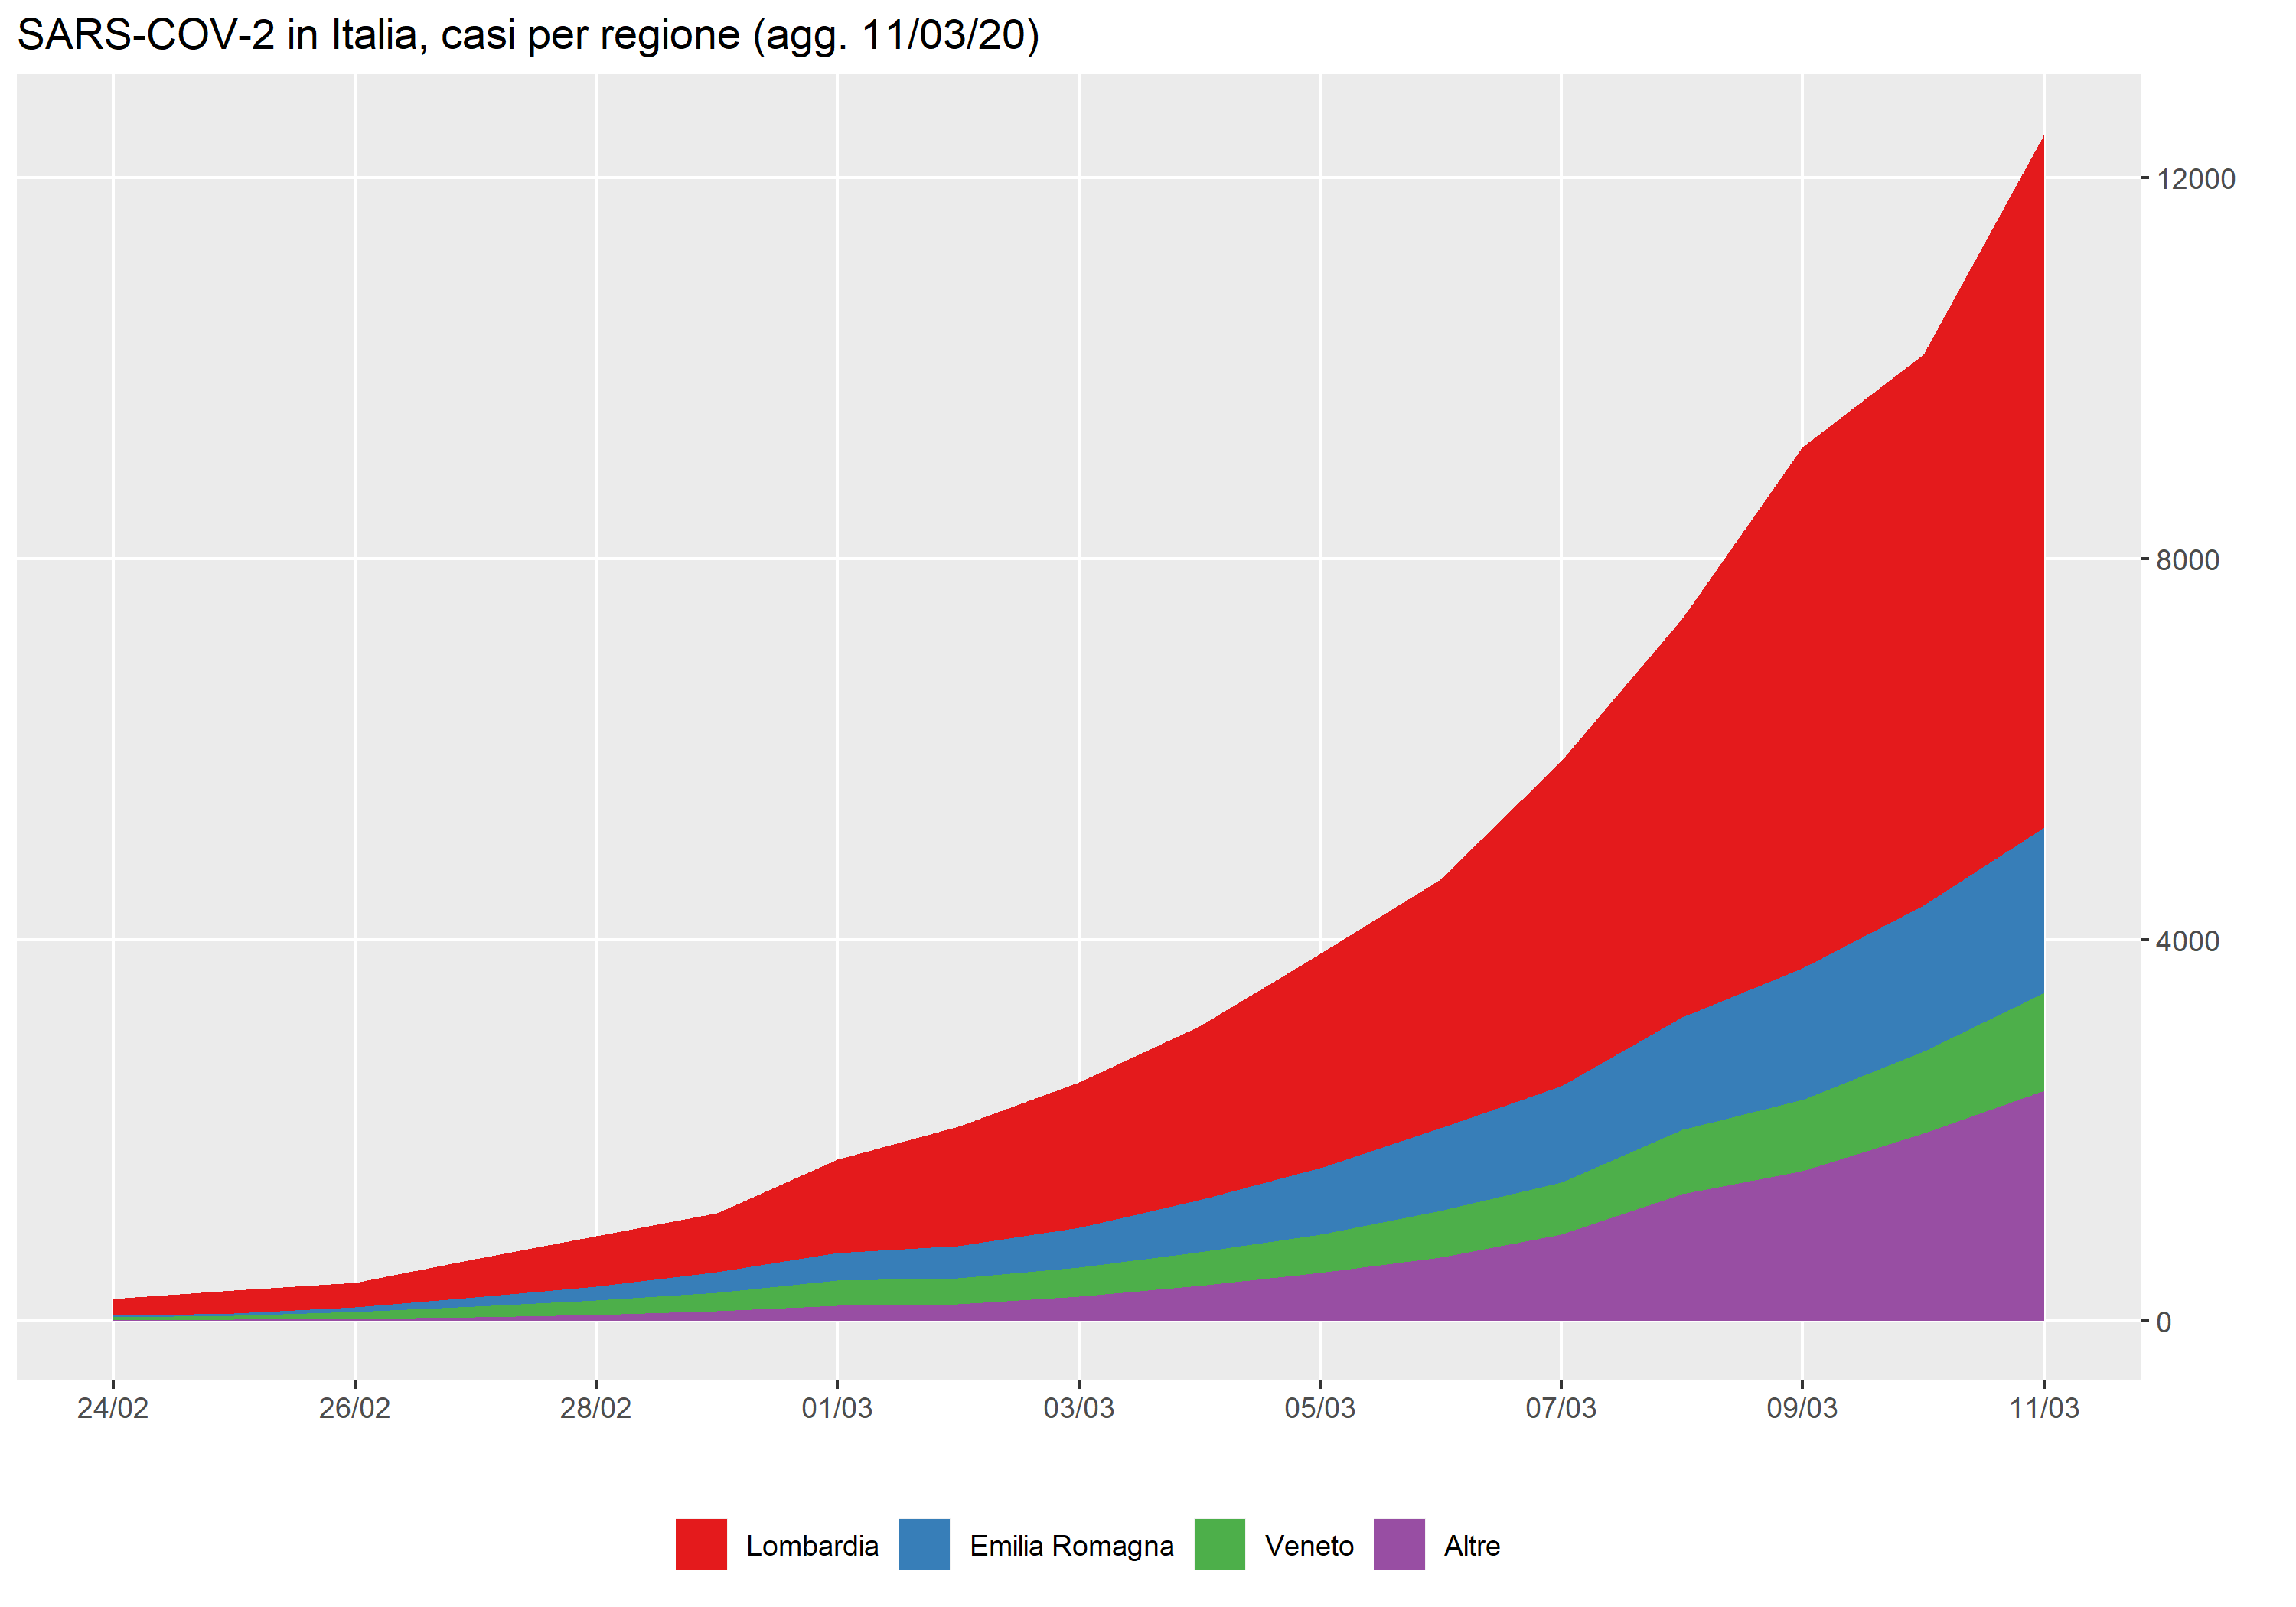 SARS-COV-2 in Italia, casi per regione (agg. 11/03/20)
12000
8000
4000
0
24/02 26/02 28/02 01/03 03/03 05/03 07/03 09/03 11/03
Lombardia Emilia Romagna Veneto Altre